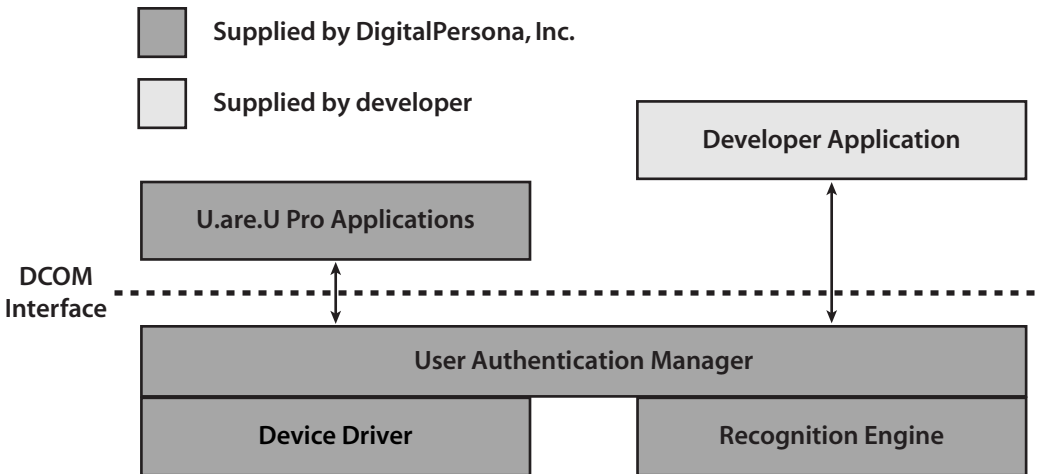 Supplied by DigitalPersona, Inc.
Supplied by developer
Developer Application
U.are.U Pro Applications
DCOM
Interface
User Authentication Manager
Device Driver
Recognition Engine